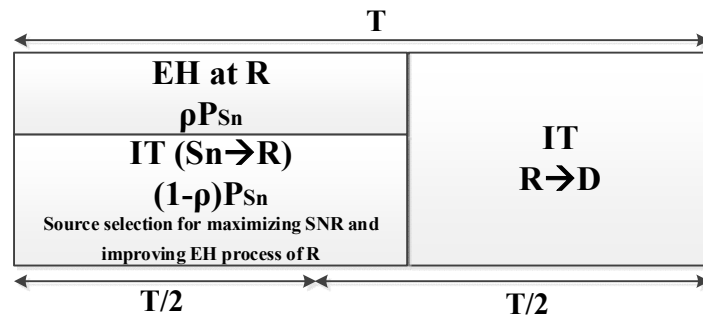 T
EH at R
ρPSn
IT (Sn→R)
(1-ρ)PSn
Source selection for maximizing SNR and
improving EH process of R
IT
R→D
T/2
T/2